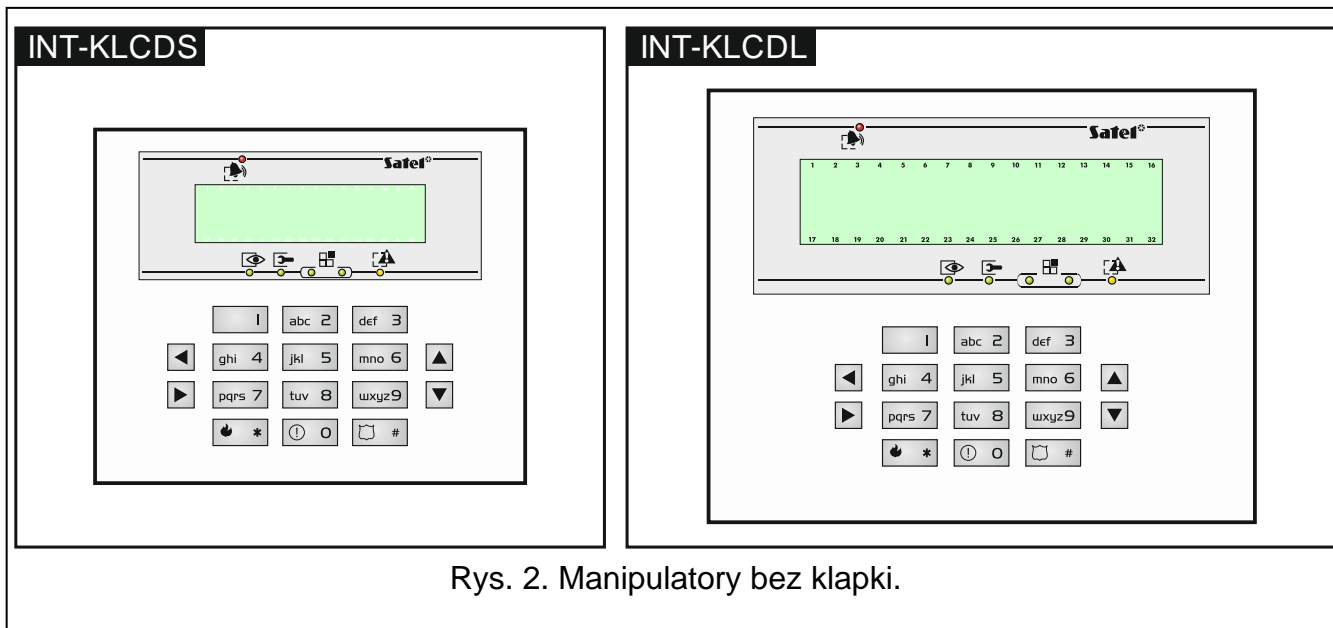 INT-KLCDS
Satel
1
abc 2
def 3
ghi 4
jkl 5
mno 6
pqrs 7
tuv 8
wxyz9
*
0
#
INT-KLCDL
Satel
1 2 3 4 5 6 7 8 9 10 11 12 13 14 15 16
17 18 19 20 21 22 23 24 25 26 27 28 29 30 31 32
1
abc 2
def 3
ghi 4
jkl 5
mno 6
pqrs 7
tuv 8
wxyz9
*
0
#
Rys. 2. Manipulatory bez klapki.